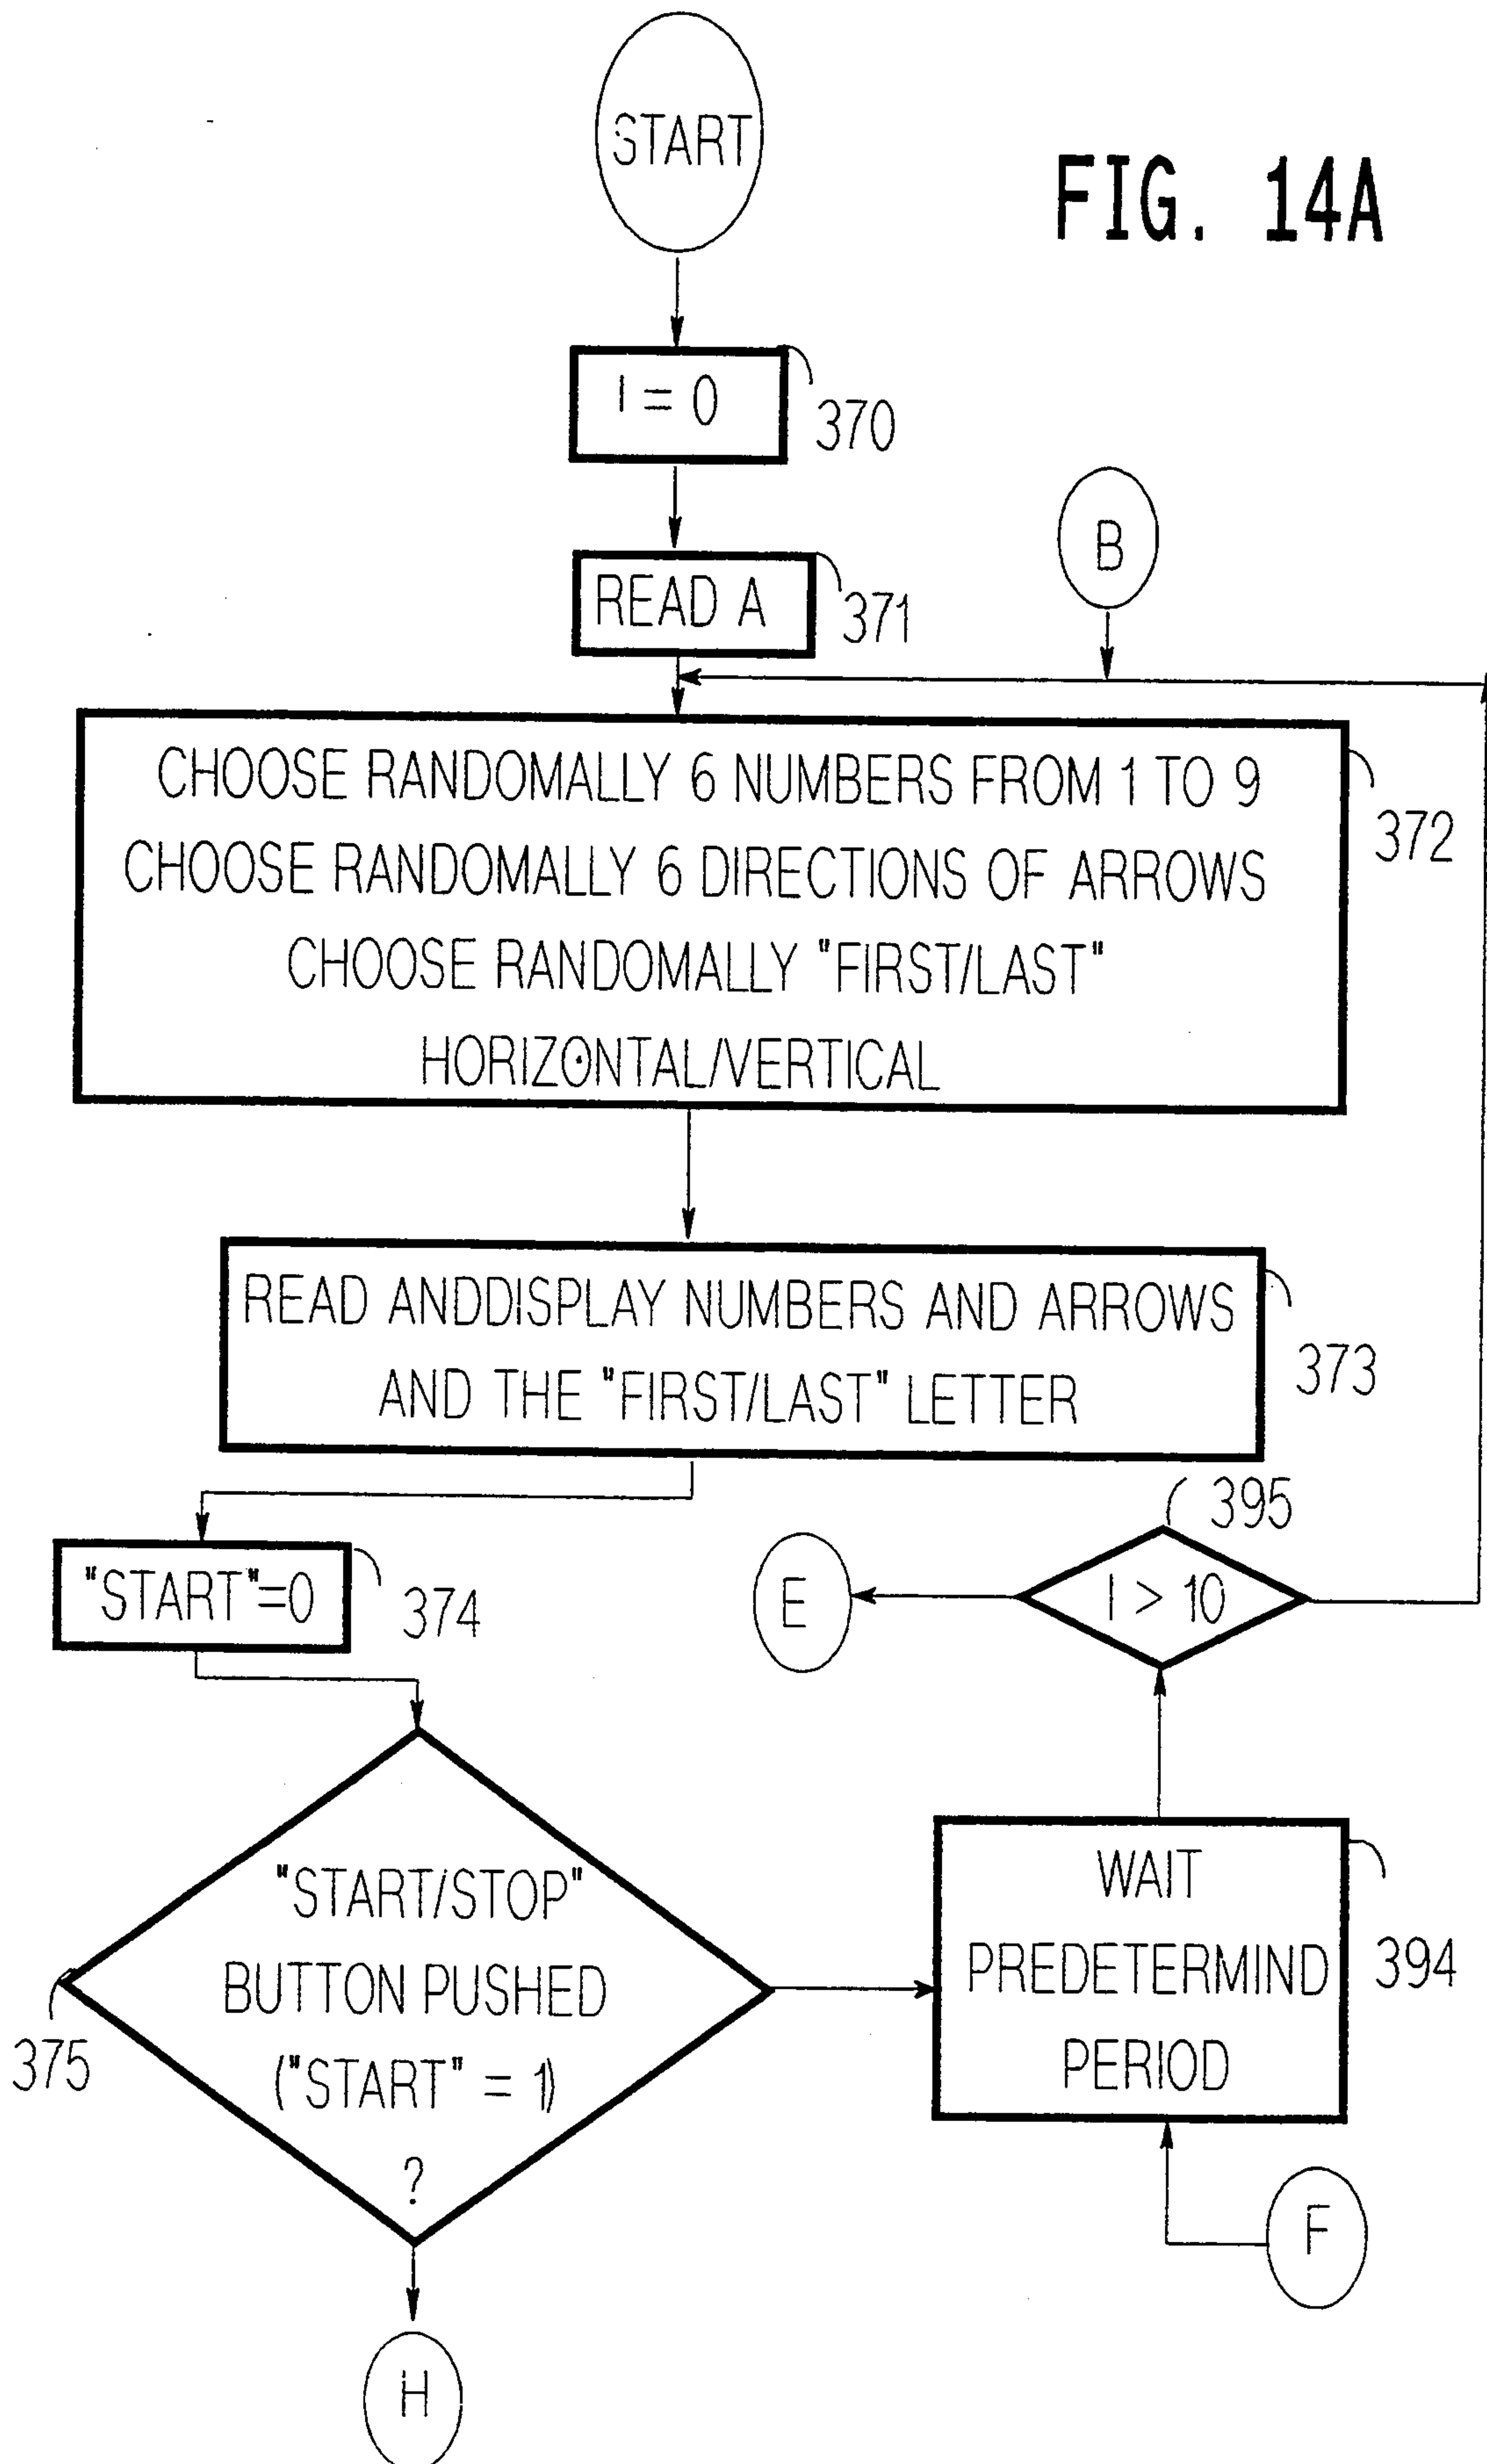 START
FIG. 14A
I = 0
370
B
READ A
371
CHOOSE RANDOMALLY 6 NUMBERS FROM 1 TO 9
CHOOSE RANDOMALLY 6 DIRECTIONS OF ARROWS
CHOOSE RANDOMALLY "FIRST/LAST"
HORIZONTAL/VERTICAL
372
READ ANDDISPLAY NUMBERS AND ARROWS
AND THE "FIRST/LAST" LETTER
373
395
"START"=0
374
E
I > 10
"START/STOP"
BUTTON PUSHED
("START" = 1)
?
375
WAIT
PREDETERMIND
PERIOD
394
F
H